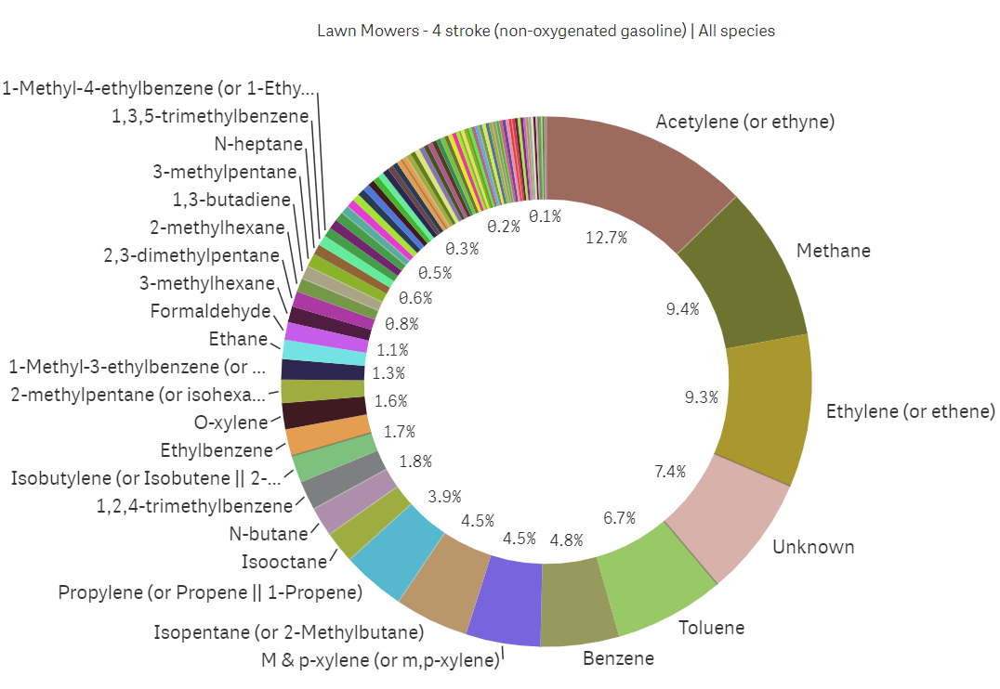 Lawn Mowers - 4 stroke (non-oxygenated gasoline) | All species
1-Methyl-4-ethylbenzene (or 1-Ethy...
1,3,5-trimethylbenzene
N-heptane
3-methylpentane
1,3-butadiene
2-methylhexane
2,3-dimethylpentane
3-methylhexane
Formaldehyde
Ethane
1-Methyl-3-ethylbenzene (or ...
2-methylpentane (or isohexa...
O-xylene
Ethylbenzene
Isobutylene (or Isobutene || 2-...
1,2,4-trimethylbenzene
N-butane
Isooctane
Propylene (or Propene || 1-Propene)
Isopentane (or 2-Methylbutane)
M & p-xylene (or m,p-xylene)
Benzene
Toluene
Unknown
Ethylene (or ethene)
Methane
Acetylene (or ethyne)
12.7%
9.4%
9.3%
7.4%
6.7%
4.8%
4.5%
4.5%
3.9%
1.8%
1.7%
1.6%
1.3%
1.1%
0.8%
0.6%
0.5%
0.3%
0.2%
0.1%